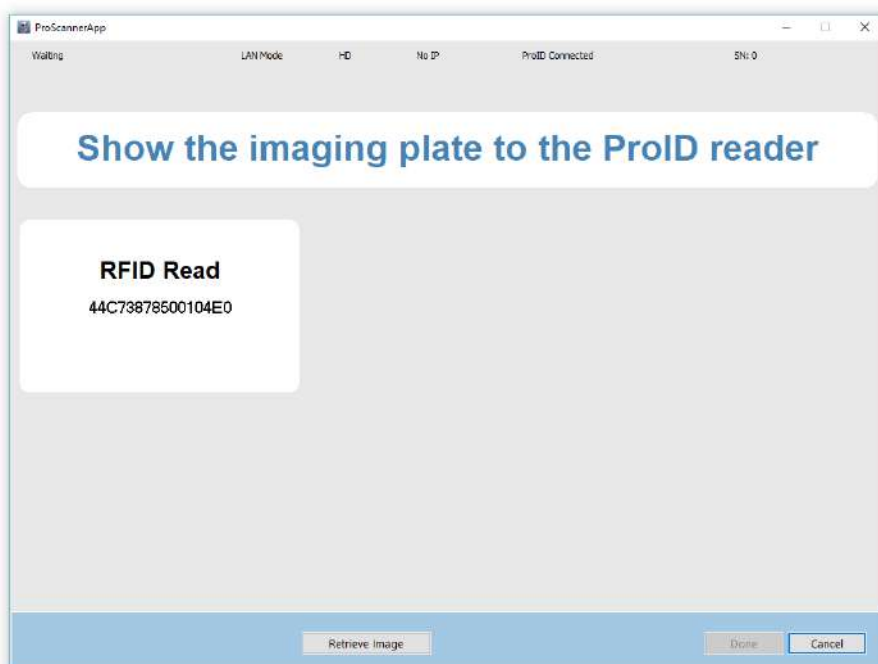 ProScannerApp
Waiting LAN Mode HD No IP ProID Connected SN: 0
Show the imaging plate to the ProID reader
RFID Read
44C73878500104E0
Retrieve Image Done Cancel